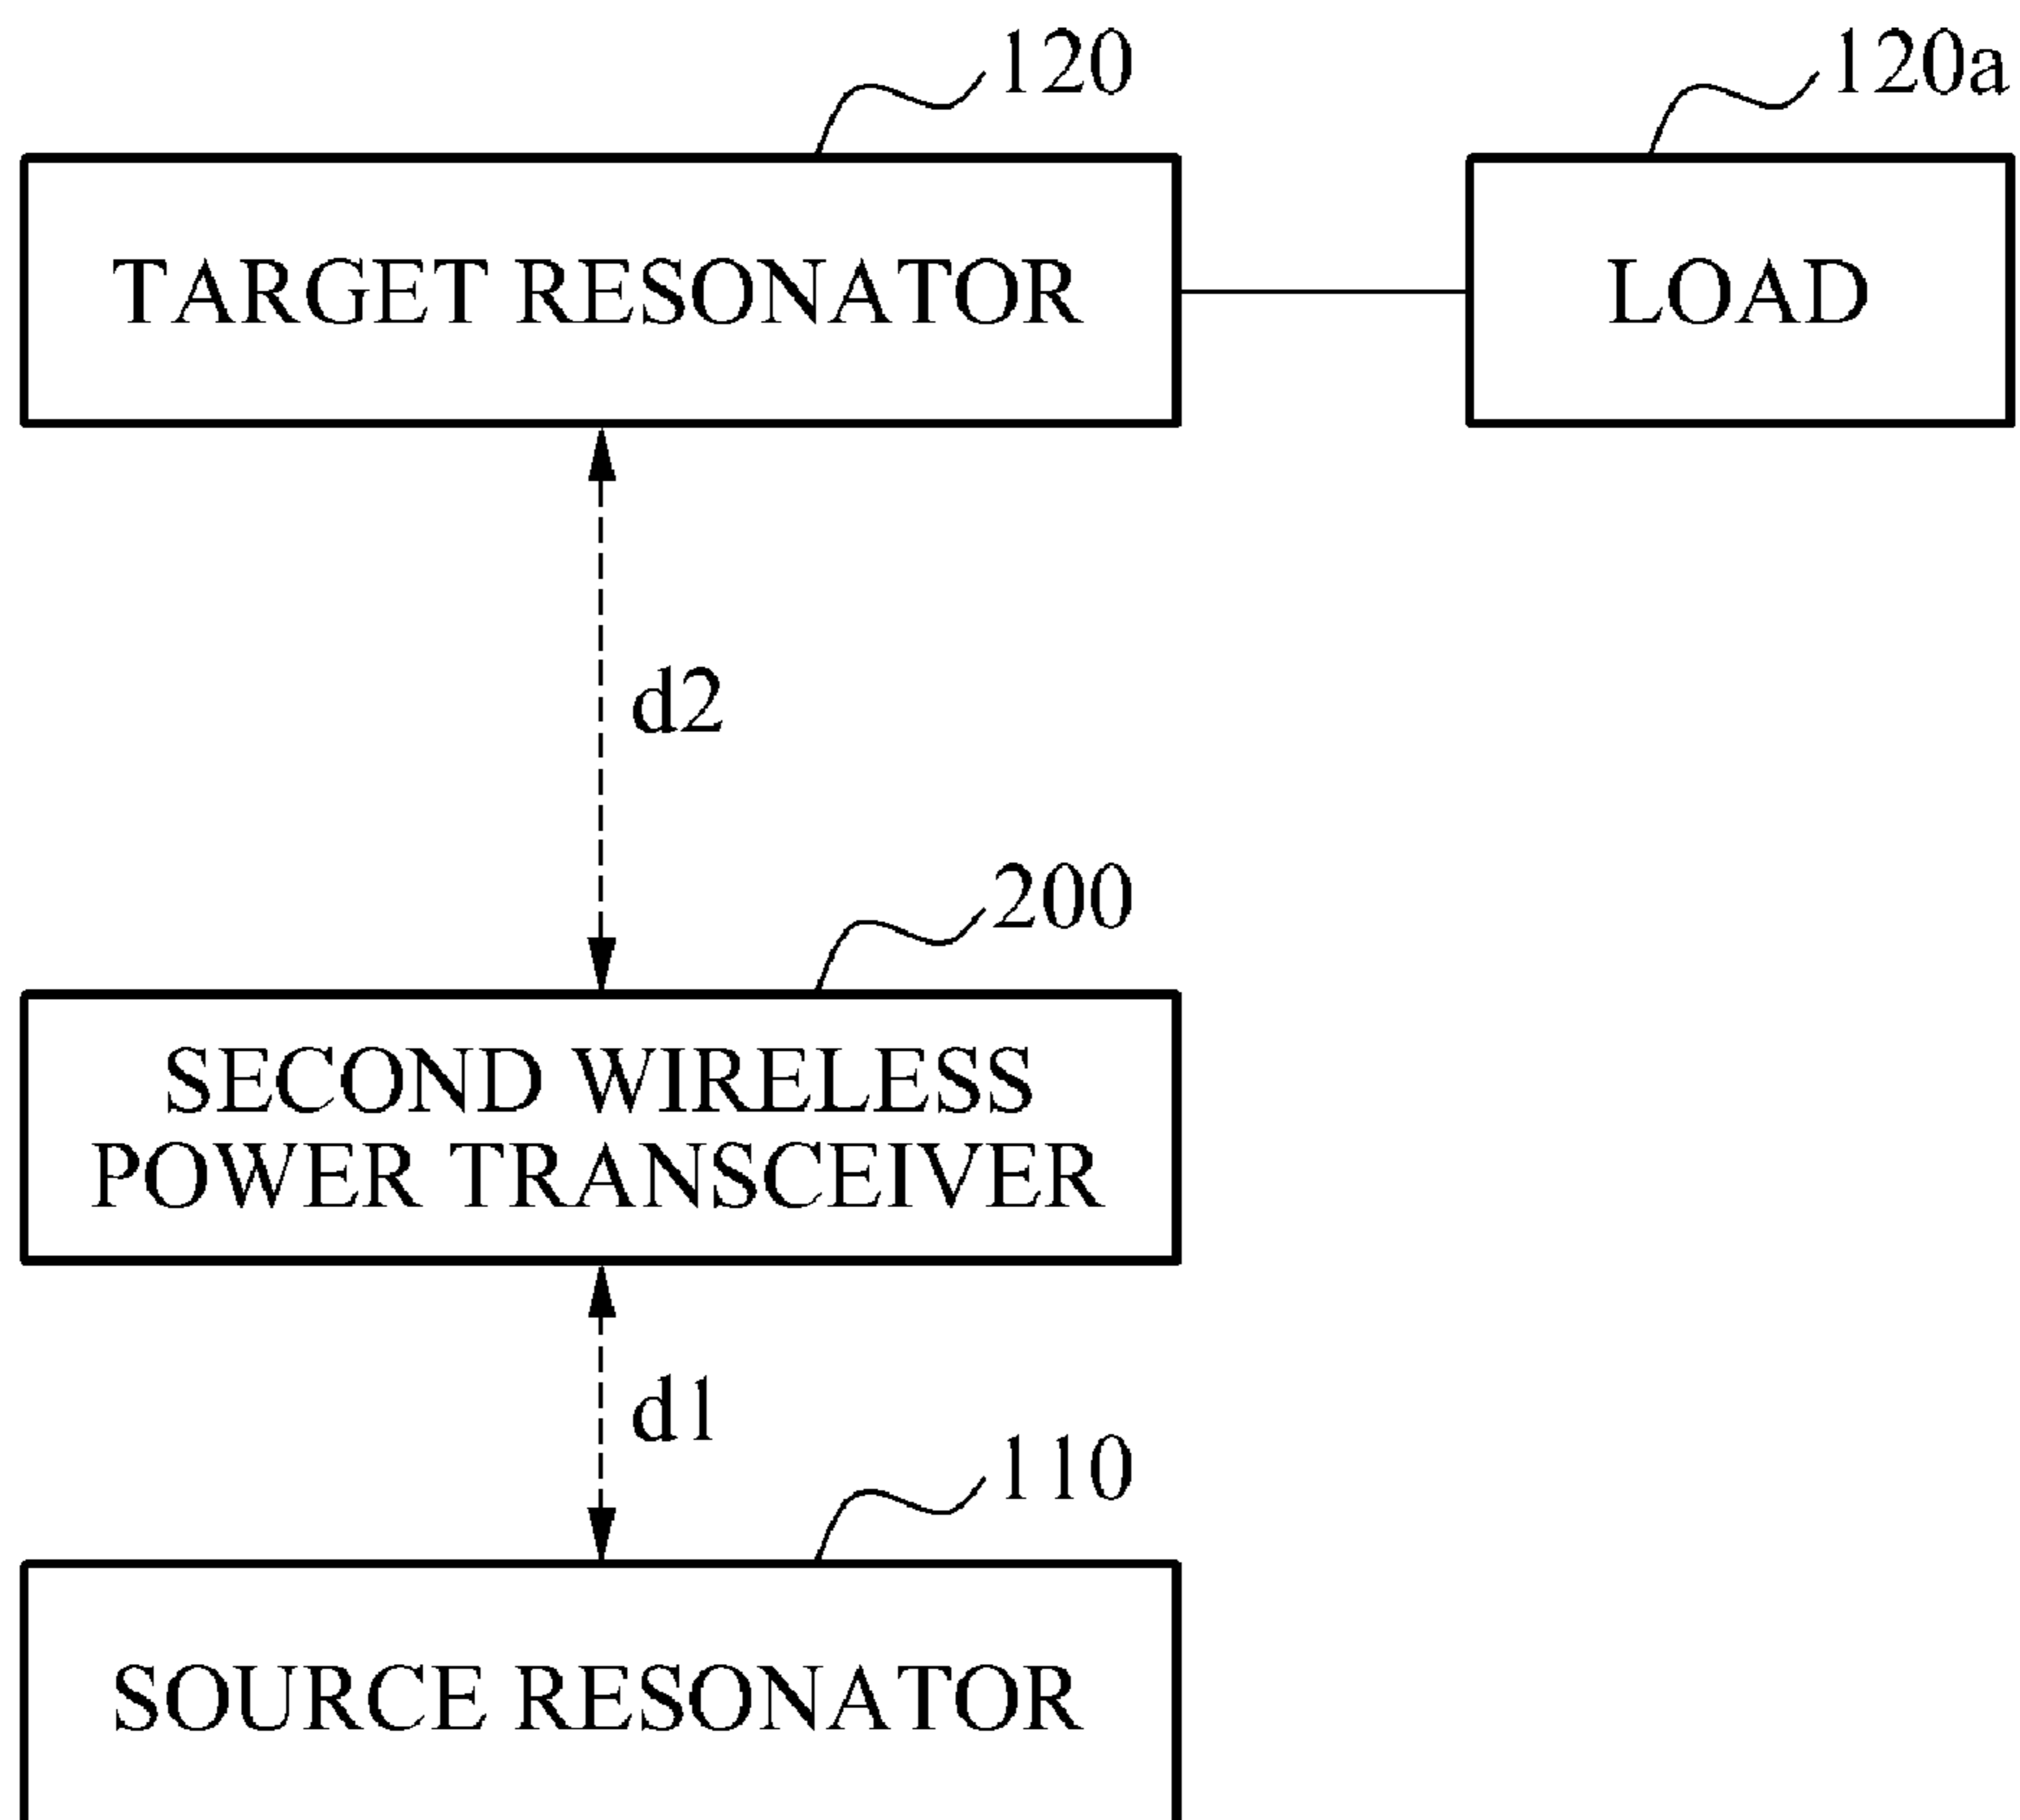 120
120a
TARGET RESONATOR
LOAD
d2
200
SECOND WIRELESS
POWER TRANSCEIVER
d1
110
SOURCE RESONATOR